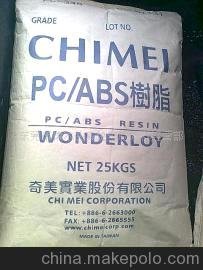 GRADE
LOT NO.
CHIMEI
PC/ABS樹脂
PC/ABS RESIN
WONDERLOY
NET 25KGS
奇美實業股份有限公司
CHI MEI CORPORATION
TEL: +886-6-2663000
FAX: +886-6-2665555
www.chimeicorp.com
MADE IN TAIWAN
china.makepolo.com